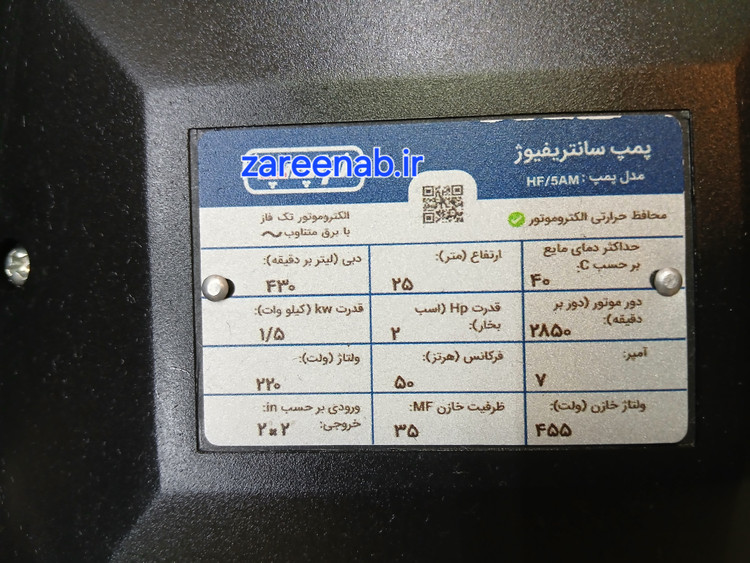 پمپ سانتریفیوژ
مدل پمپ: HF/5AM
zareenab.ir
محافظ حرارتی الکتروموتور
الکتروموتور تک فاز
با برق متناوب ~
حداکثر دمای مایع
بر حسب C:
۴۰
ارتفاع (متر):
۲۵
دبی (لیتر بر دقیقه):
۴۳۰
دور موتور (دور بر
دقیقه):
۲۸۵۰
قدرت Hp (اسب
بخار):
۲
قدرت kw (کیلو وات):
۱/۵
آمپر:
۷
فرکانس (هرتز):
۵۰
ولتاژ (ولت):
۲۲۰
ولتاژ خازن (ولت):
۴۵۵
ظرفیت خازن MF:
۳۵
ورودی بر حسب in:
خروجی:
۲×۲